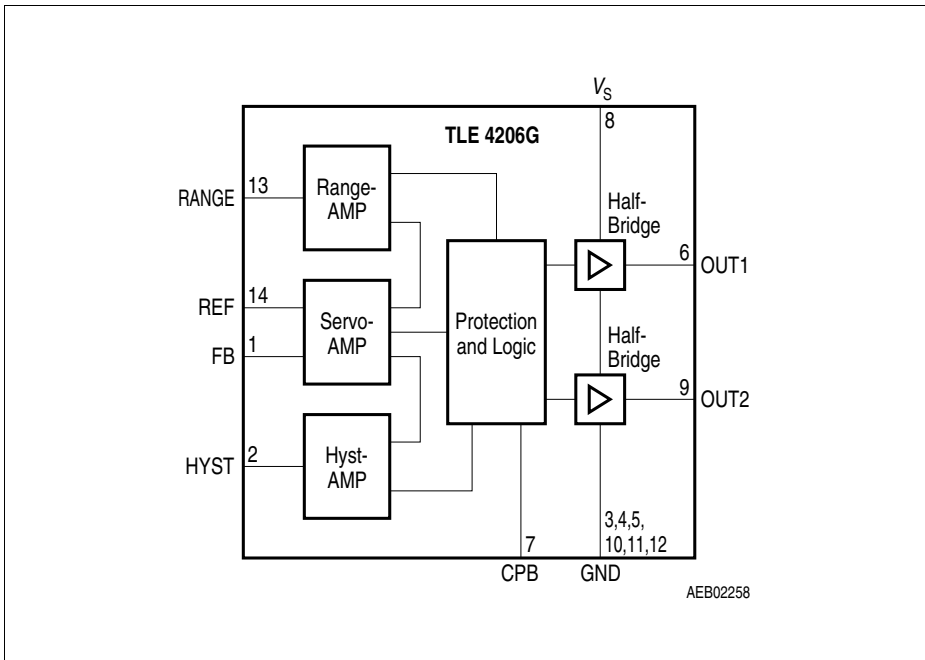 V_S
8
TLE 4206G
RANGE
13
Range-
AMP
Half-
Bridge
6
OUT1
REF
14
FB
1
Servo-
AMP
Protection
and Logic
Half-
Bridge
9
OUT2
HYST
2
Hyst-
AMP
7
CPB
3,4,5,
10,11,12
GND
AEB02258